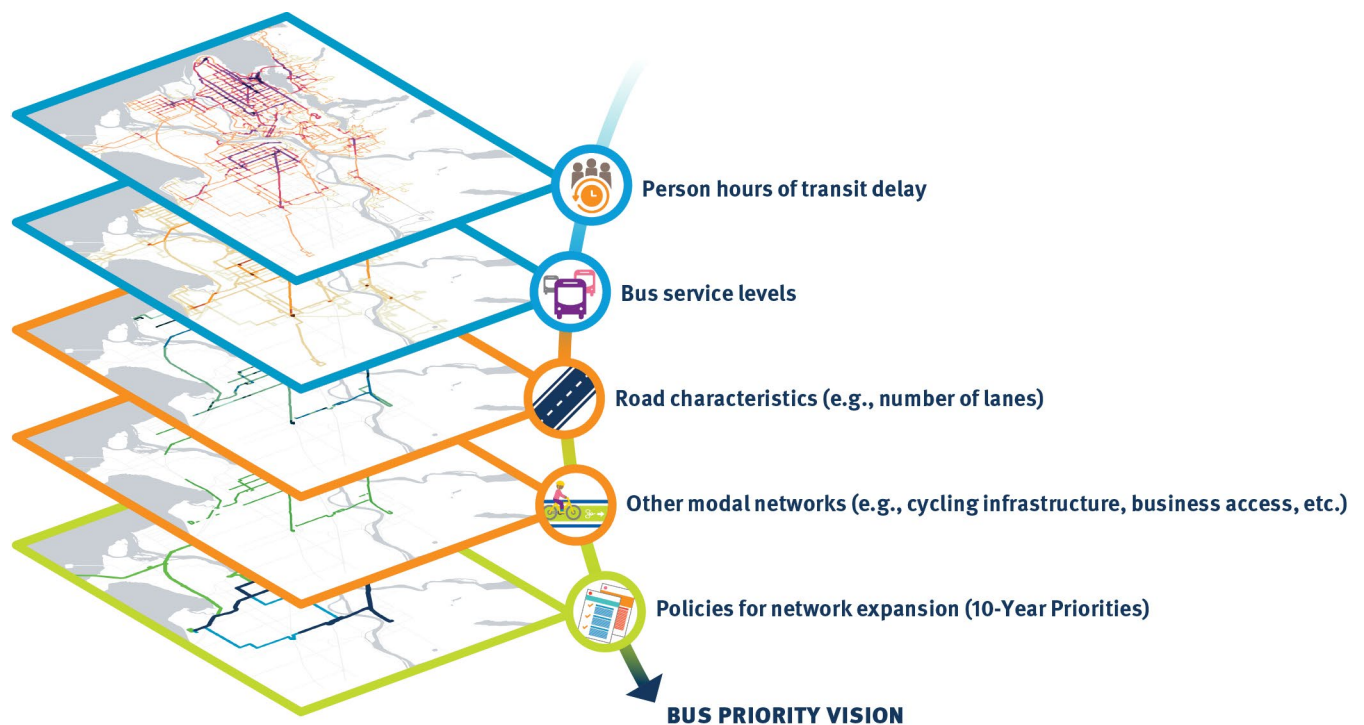 Person hours of transit delay
Bus service levels
Road characteristics (e.g., number of lanes)
Other modal networks (e.g., cycling infrastructure, business access, etc.)
Policies for network expansion (10-Year Priorities)
BUS PRIORITY VISION